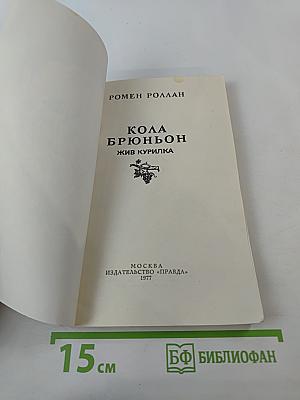 РОМЕН РОЛЛАН
КОЛА
БРЮНЬОН
ЖИВ КУРИЛКА
МОСКВА
ИЗДАТЕЛЬСТВО «ПРАВДА»
1977
15 см
БФ БИБЛИОФАН